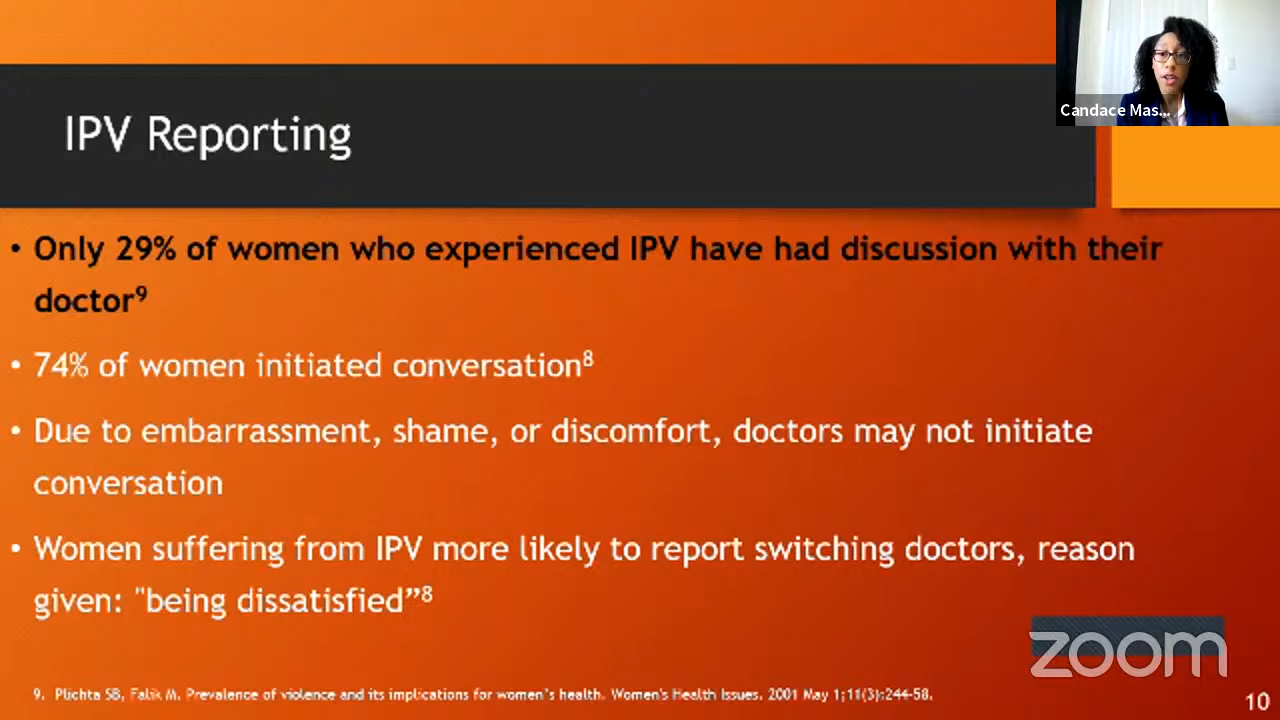 Candace Mas...
IPV Reporting
• Only 29% of women who experienced IPV have had discussion with their
doctor⁹
• 74% of women initiated conversation⁸
• Due to embarrassment, shame, or discomfort, doctors may not initiate
conversation
• Women suffering from IPV more likely to report switching doctors, reason
given: "being dissatisfied”⁸
zoom
9. Plichta SB, Falik M. Prevalence of violence and its implications for women's health. Women's Health Issues. 2001 May 1;11(3):244-58.
10